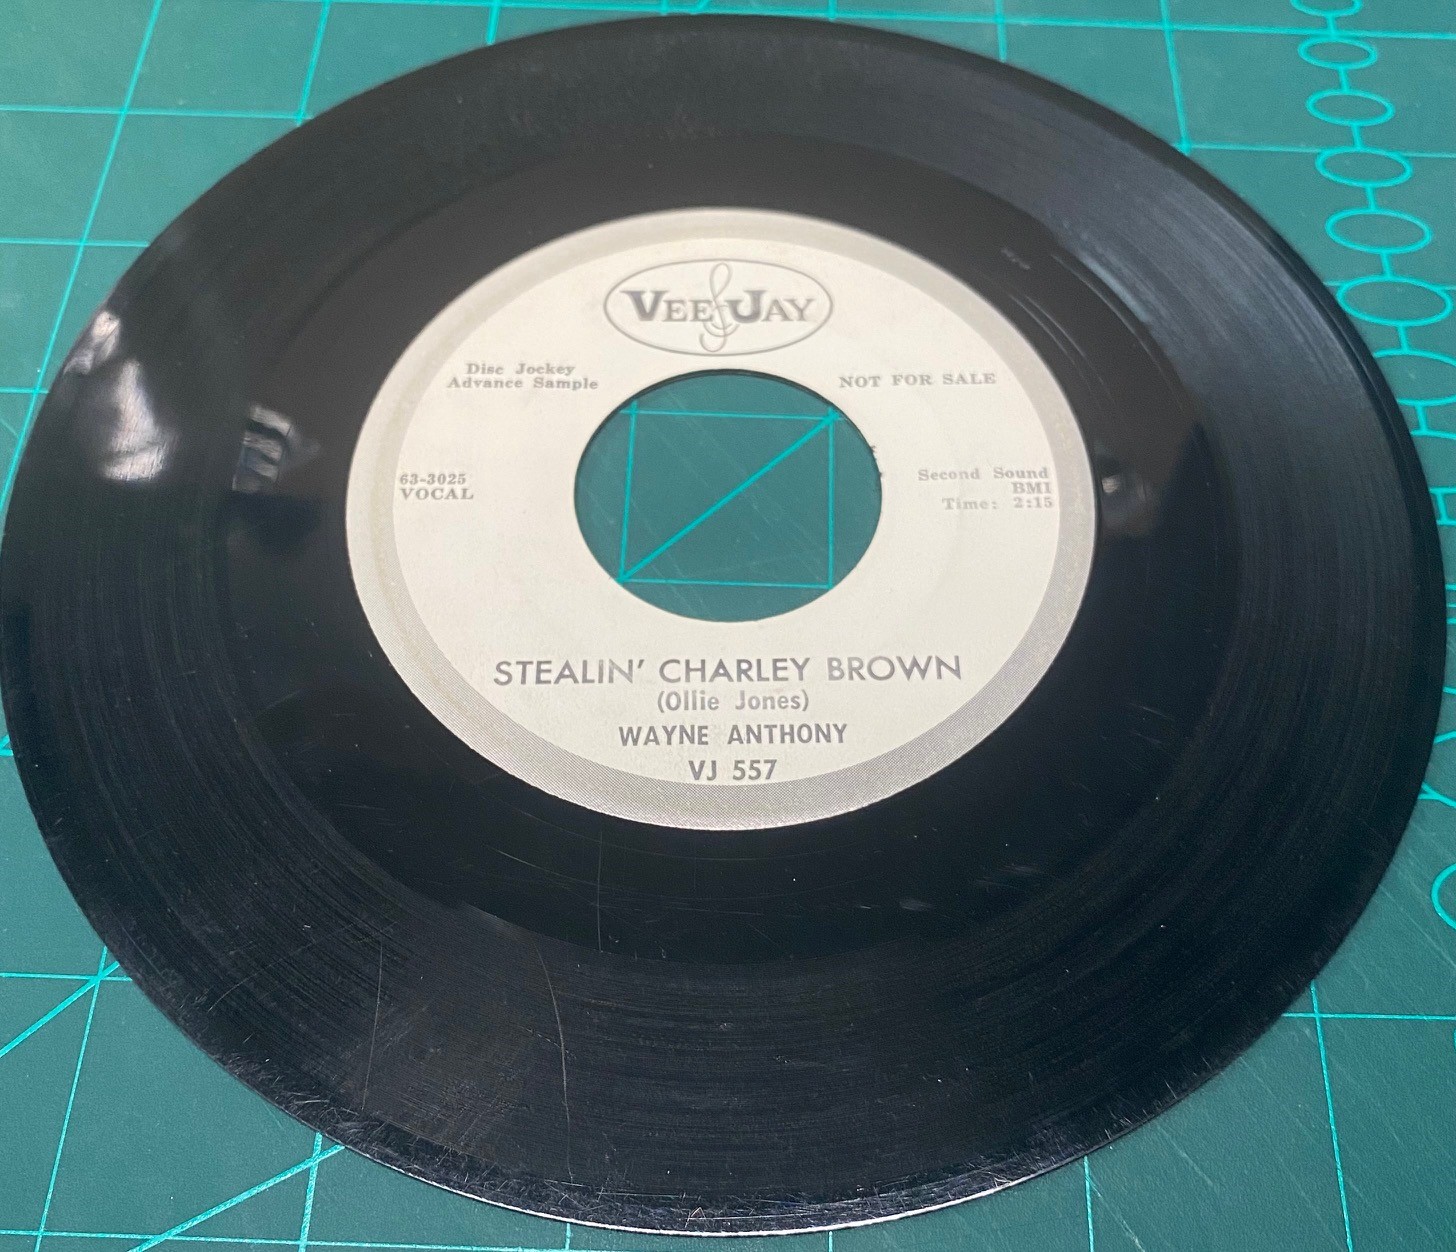 VEE JAY
Disc Jockey
Advance Sample
NOT FOR SALE
63-3025
VOCAL
Second Sound
BMI
Time: 2:15
STEALIN' CHARLEY BROWN
(Ollie Jones)
WAYNE ANTHONY
VJ 557